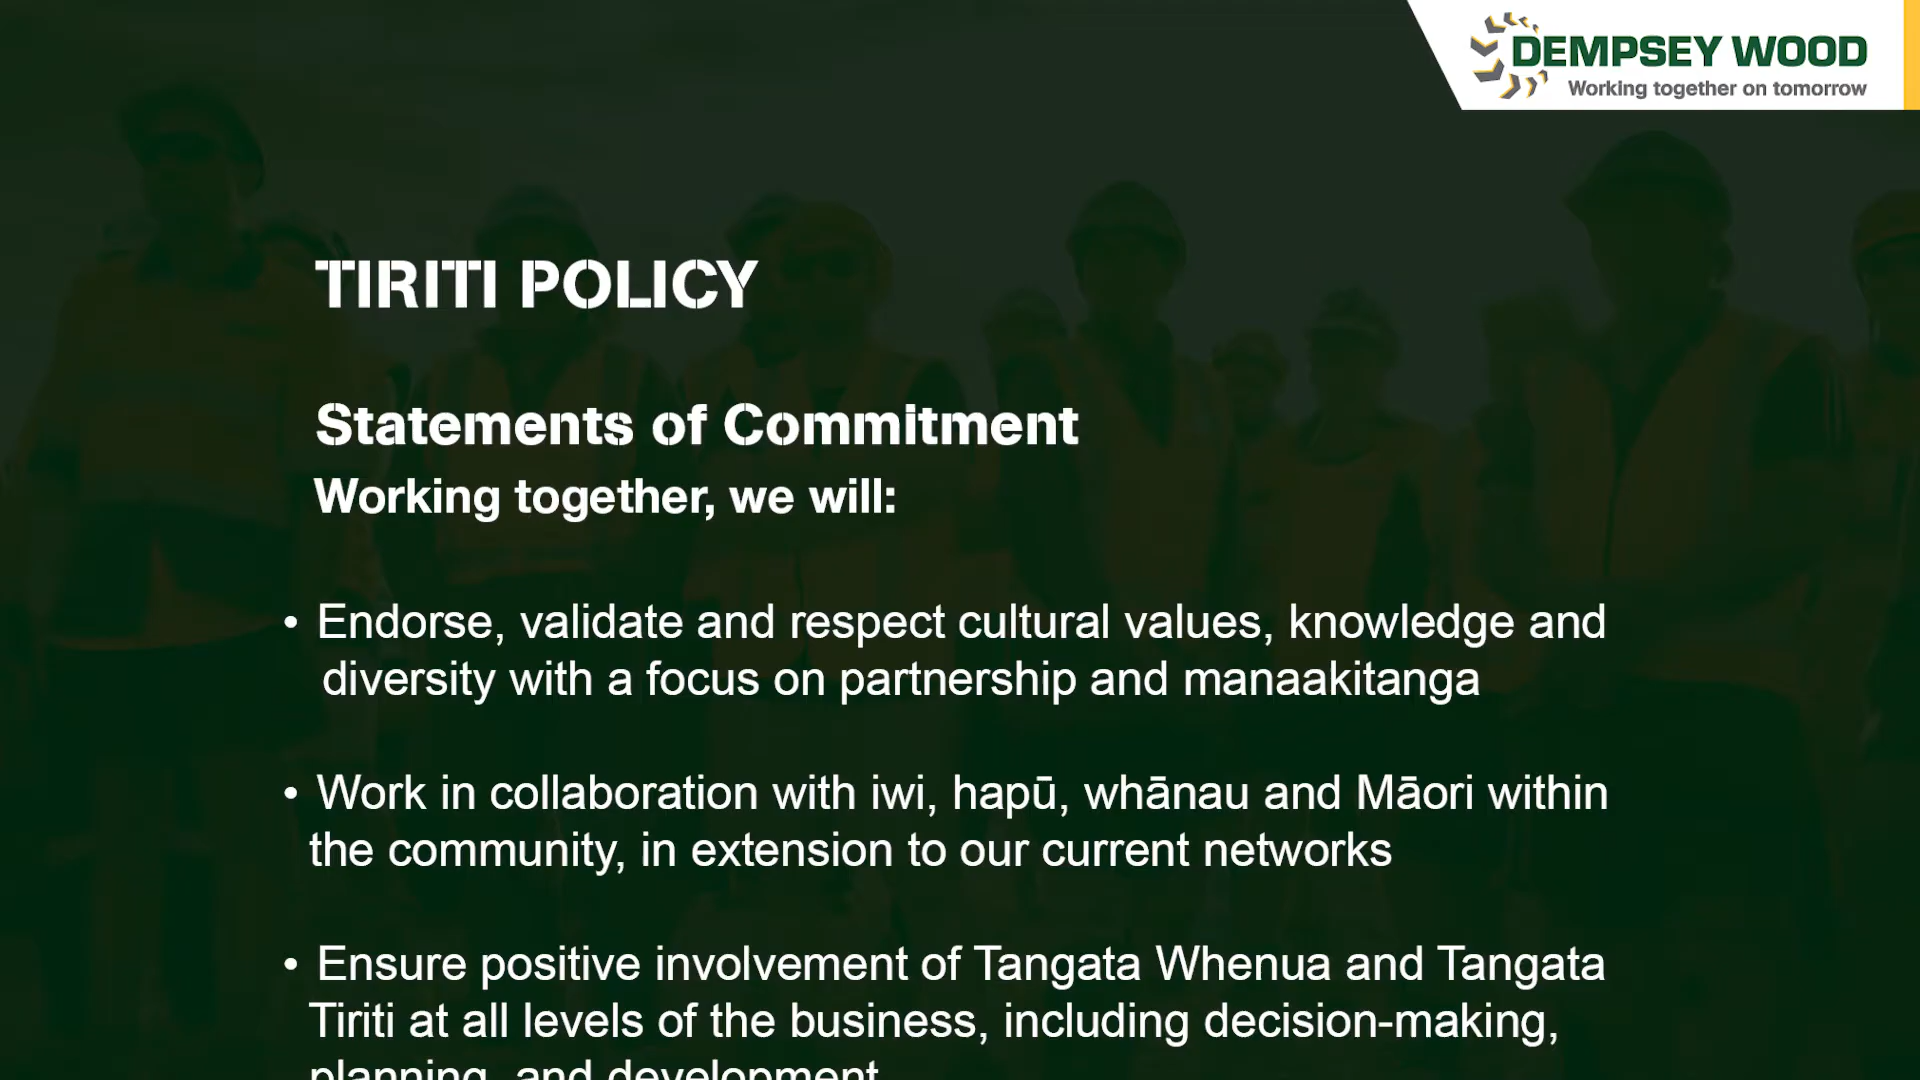 DEMPSEY WOOD
Working together on tomorrow
TIRITI POLICY
Statements of Commitment
Working together, we will:
• Endorse, validate and respect cultural values, knowledge and
diversity with a focus on partnership and manaakitanga
• Work in collaboration with iwi, hapū, whānau and Māori within
the community, in extension to our current networks
• Ensure positive involvement of Tangata Whenua and Tangata
Tiriti at all levels of the business, including decision-making,
planning, and development